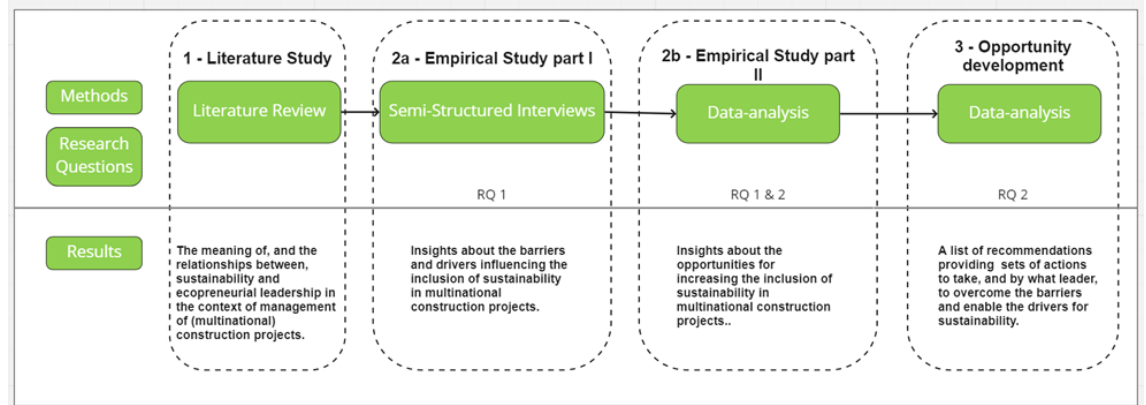 1 - Literature Study
2a - Empirical Study part I
2b - Empirical Study part
II
3 - Opportunity
development
Methods
Literature Review
Semi-Structured Interviews
Data-analysis
Data-analysis
Research
Questions
RQ 1
RQ 1 & 2
RQ 2
Results
The meaning of, and the
relationships between,
sustainability and
ecopreneurial leadership in
the context of management
of (multinational)
construction projects.
Insights about the barriers
and drivers influencing the
inclusion of sustainability
in multinational
construction projects.
Insights about the
opportunities for
increasing the inclusion of
sustainability in
multinational construction
projects..
A list of recommendations
providing sets of actions
to take, and by what leader,
to overcome the barriers
and enable the drivers for
sustainability.